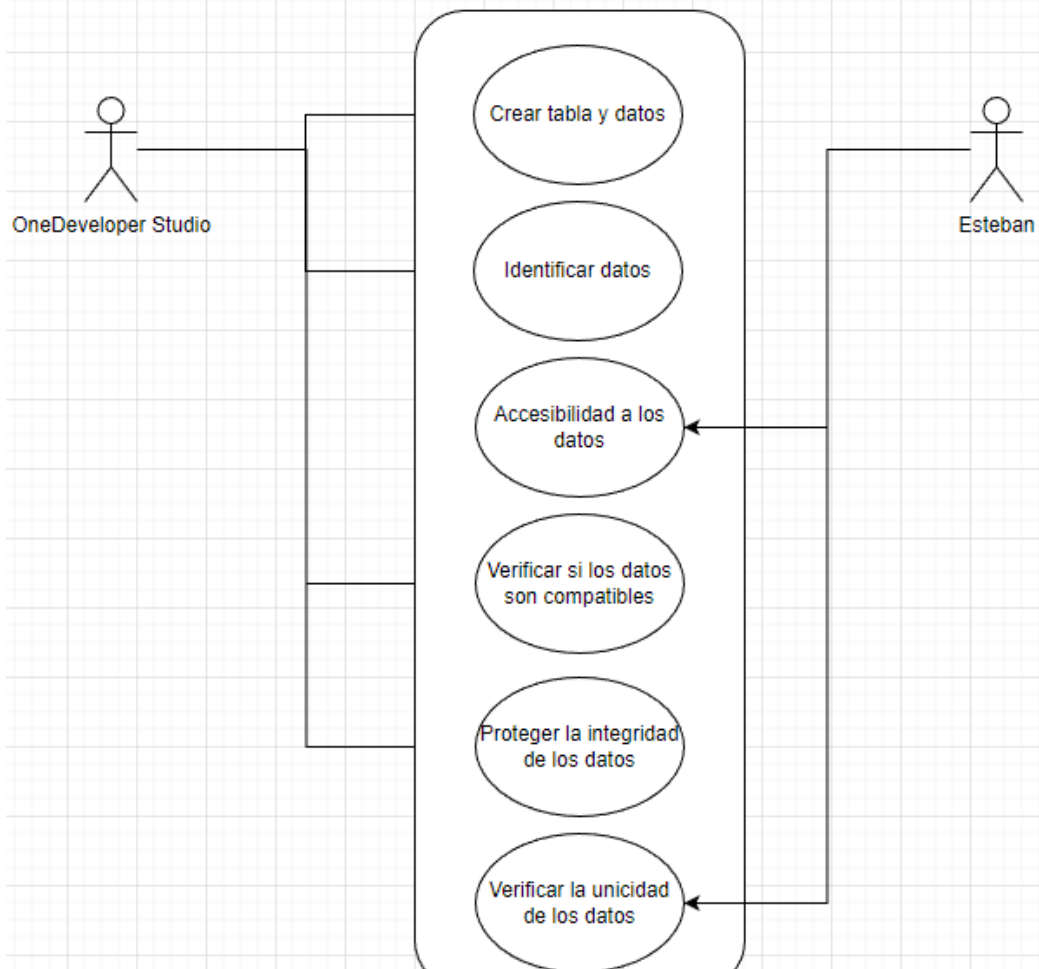 Crear tabla y datos
OneDeveloper Studio
Esteban
Identificar datos
Accesibilidad a los
datos
Verificar si los datos
son compatibles
Proteger la integridad
de los datos
Verificar la unicidad
de los datos